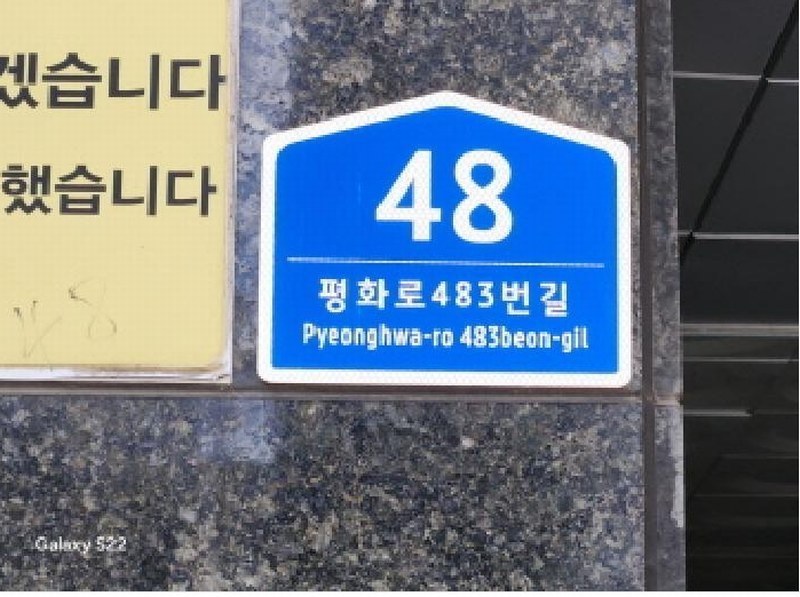 겠습니다
했습니다
48
평화로483번길
Pyeonghwa-ro 483beon-gil
Galaxy S22